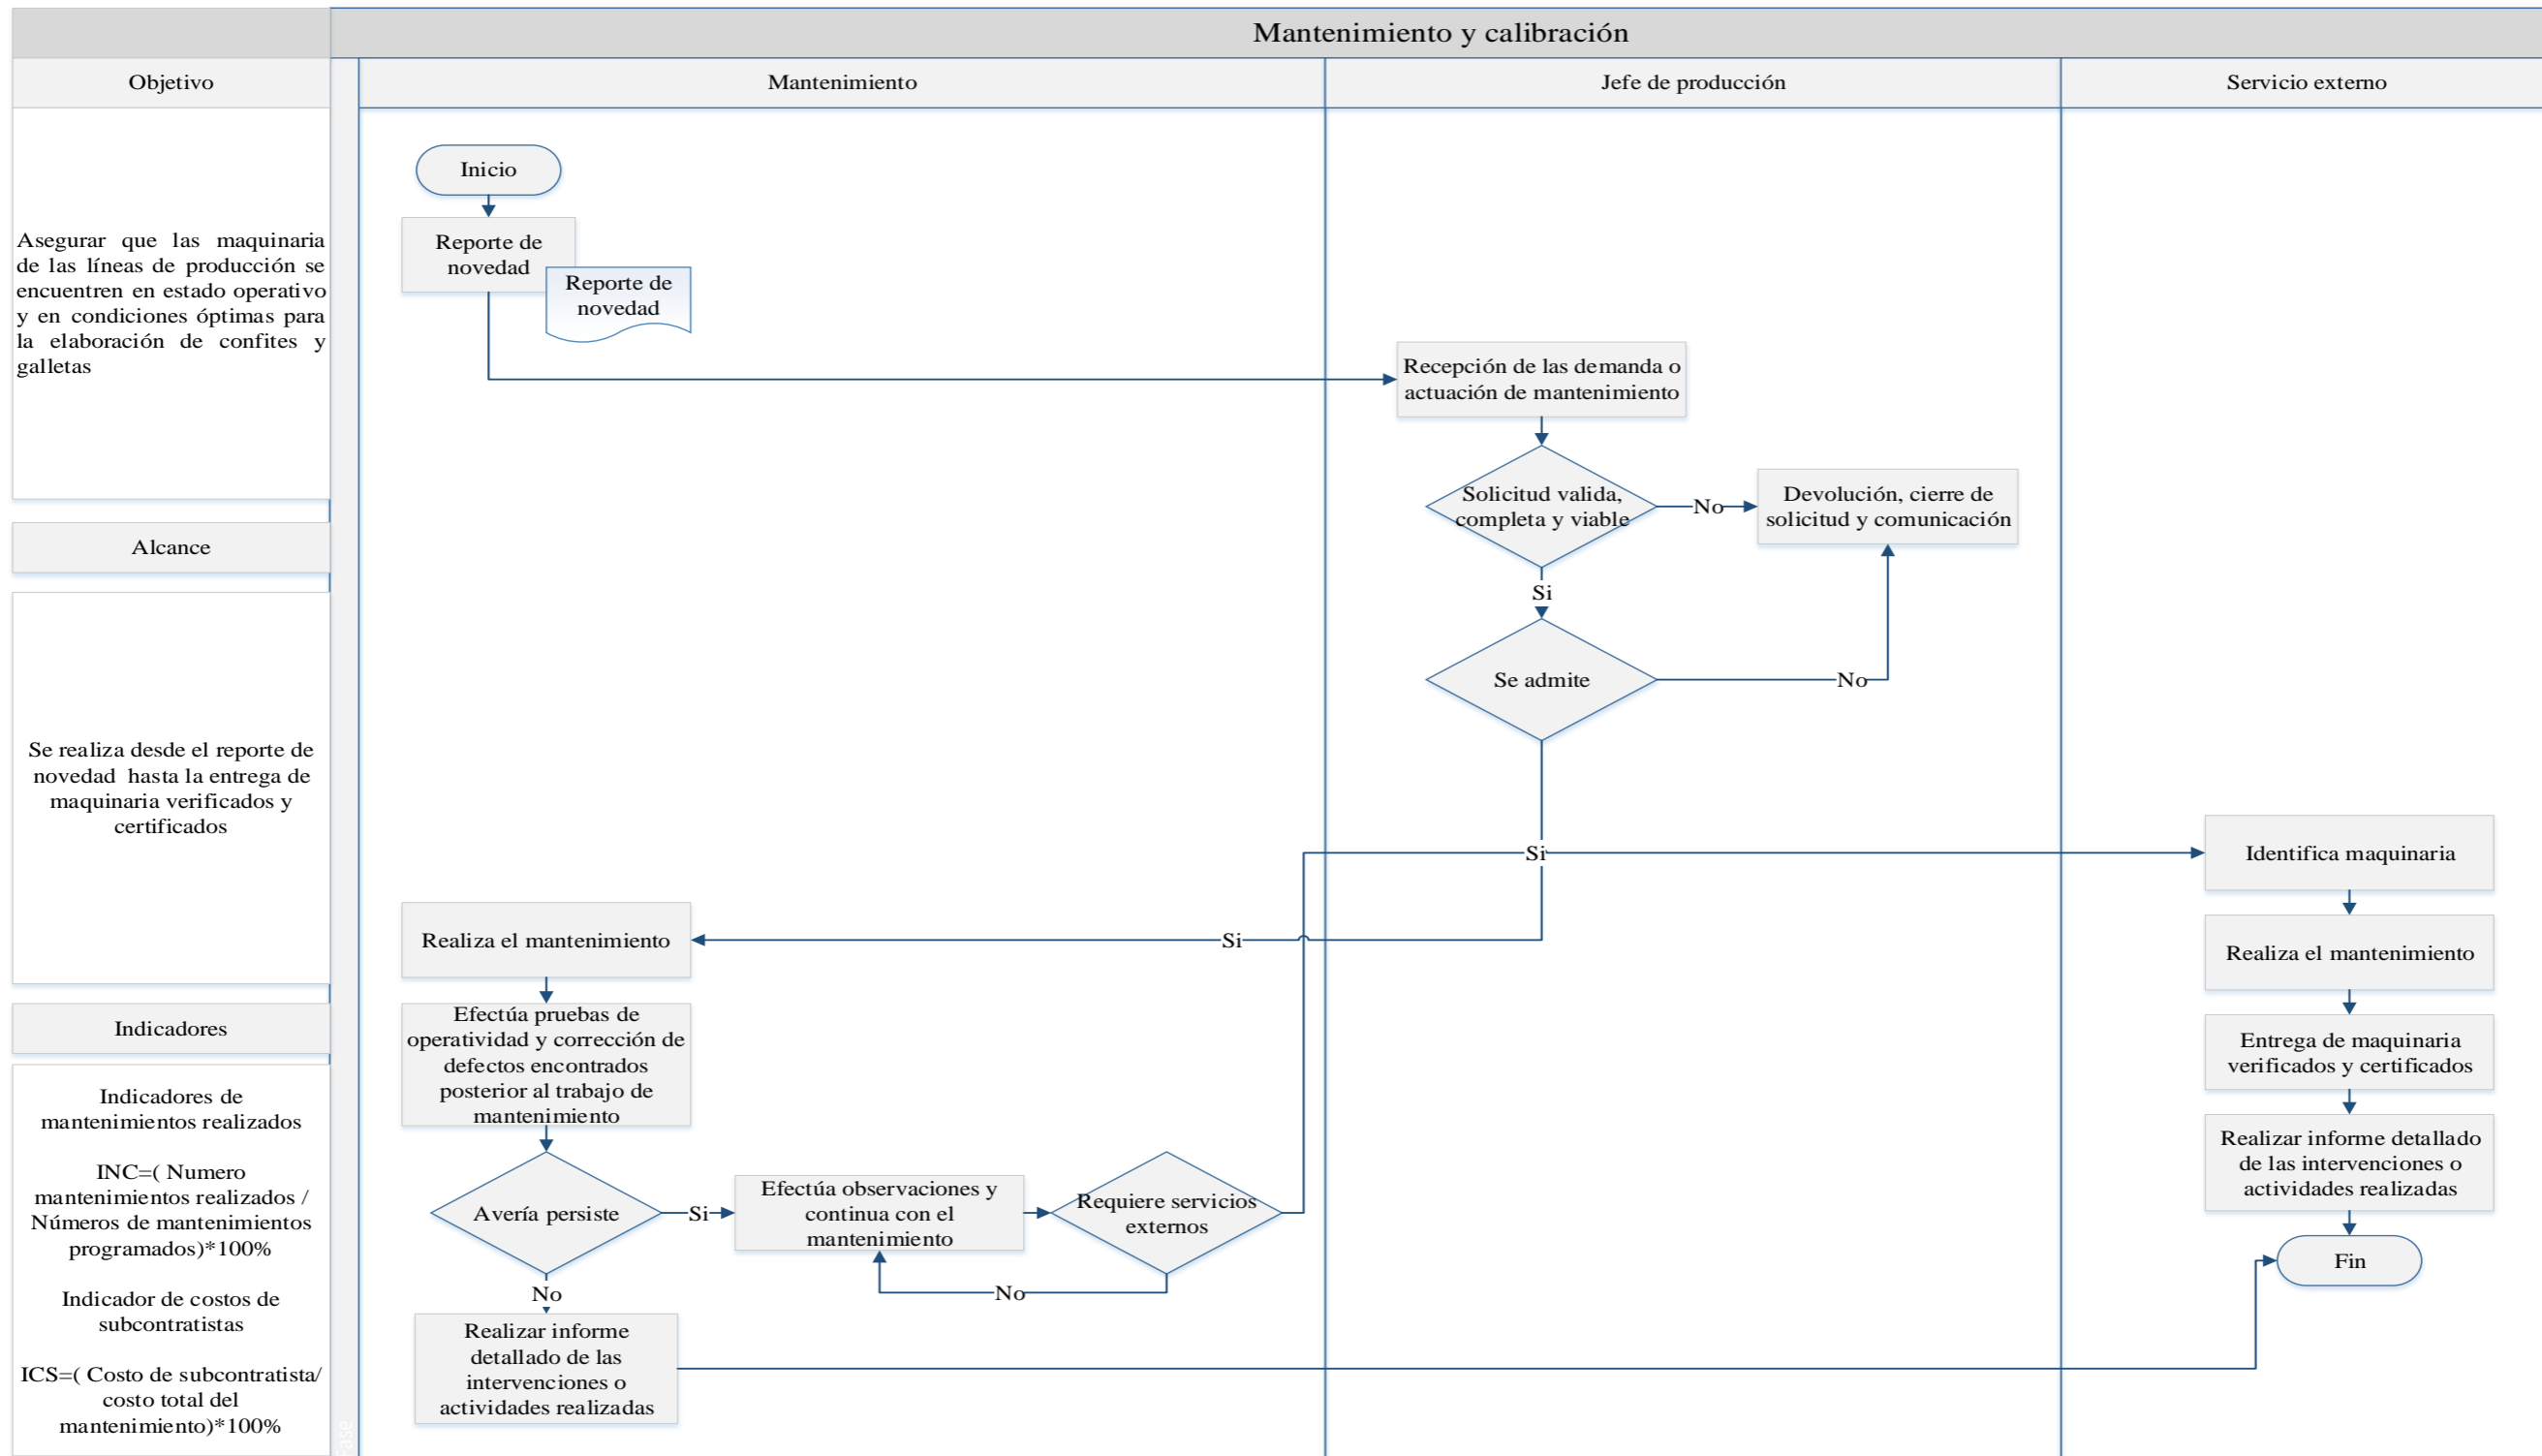 Mantenimiento y calibración
Objetivo
Mantenimiento
Jefe de producción
Servicio externo
Asegurar que las maquinaria
de las líneas de producción se
encuentren en estado operativo
y en condiciones óptimas para
la elaboración de confites y
galletas
Alcance
Se realiza desde el reporte de
novedad hasta la entrega de
maquinaria verificados y
certificados
Indicadores
Indicadores de
mantenimientos realizados
INC=( Numero
mantenimientos realizados /
Números de mantenimientos
programados)*100%
Indicador de costos de
subcontratistas
ICS=( Costo de subcontratista/
costo total del
mantenimiento)*100%
Fase
Inicio
Reporte de
novedad
Reporte de
novedad
Recepción de las demanda o
actuación de mantenimiento
Solicitud valida,
completa y viable
No
Devolución, cierre de
solicitud y comunicación
Si
Se admite
No
Si
Si
Realiza el mantenimiento
Efectúa pruebas de
operatividad y corrección de
defectos encontrados
posterior al trabajo de
mantenimiento
Avería persiste
Si
Efectúa observaciones y
continua con el
mantenimiento
Requiere servicios
externos
No
No
Realizar informe
detallado de las
intervenciones o
actividades realizadas
Identifica maquinaria
Realiza el mantenimiento
Entrega de maquinaria
verificados y certificados
Realizar informe detallado
de las intervenciones o
actividades realizadas
Fin